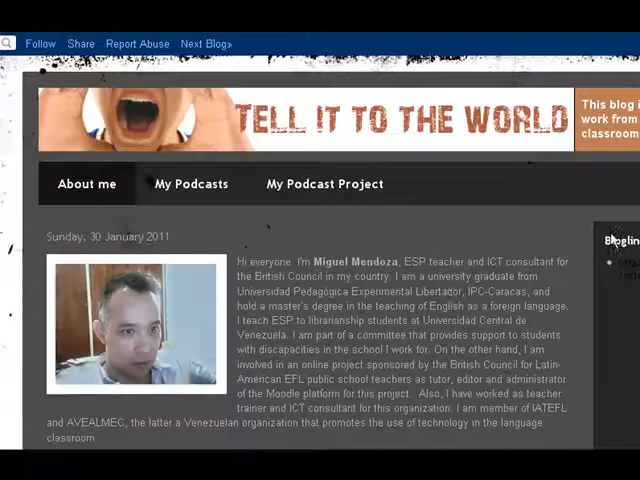 Follow Share Report Abuse Next Blog»
TELL IT TO THE WORLD
This blog i
work from
classroom
About me My Podcasts My Podcast Project
Sunday, 30 January 2011
Hi everyone I'm Miguel Mendoza, ESP teacher and ICT consultant for
the British Council in my country. I am a university graduate from
Universidad Pedagógica Experimental Libertador, IPC-Caracas, and
hold a master's degree in the teaching of English as a foreign language.
I teach ESP to librarianship students at Universidad Central de
Venezuela. I am part of a committee that provides support to students
with discapacities in the school I work for. On the other hand, I am
involved in an online project sponsored by the British Council for Latin-
American EFL public school teachers as tutor, editor and administrator
of the Moodle platform for this project. Also, I have worked as teacher
trainer and ICT consultant for this organization. I am member of IATEFL
and AVEALMEC, the latter a Venezuelan organization that promotes the use of technology in the language
classroom